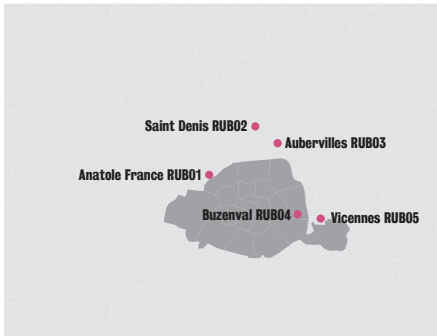 Saint Denis RUB02
Aubervilles RUB03
Anatole France RUB01
Buzenval RUB04
Vicennes RUB05